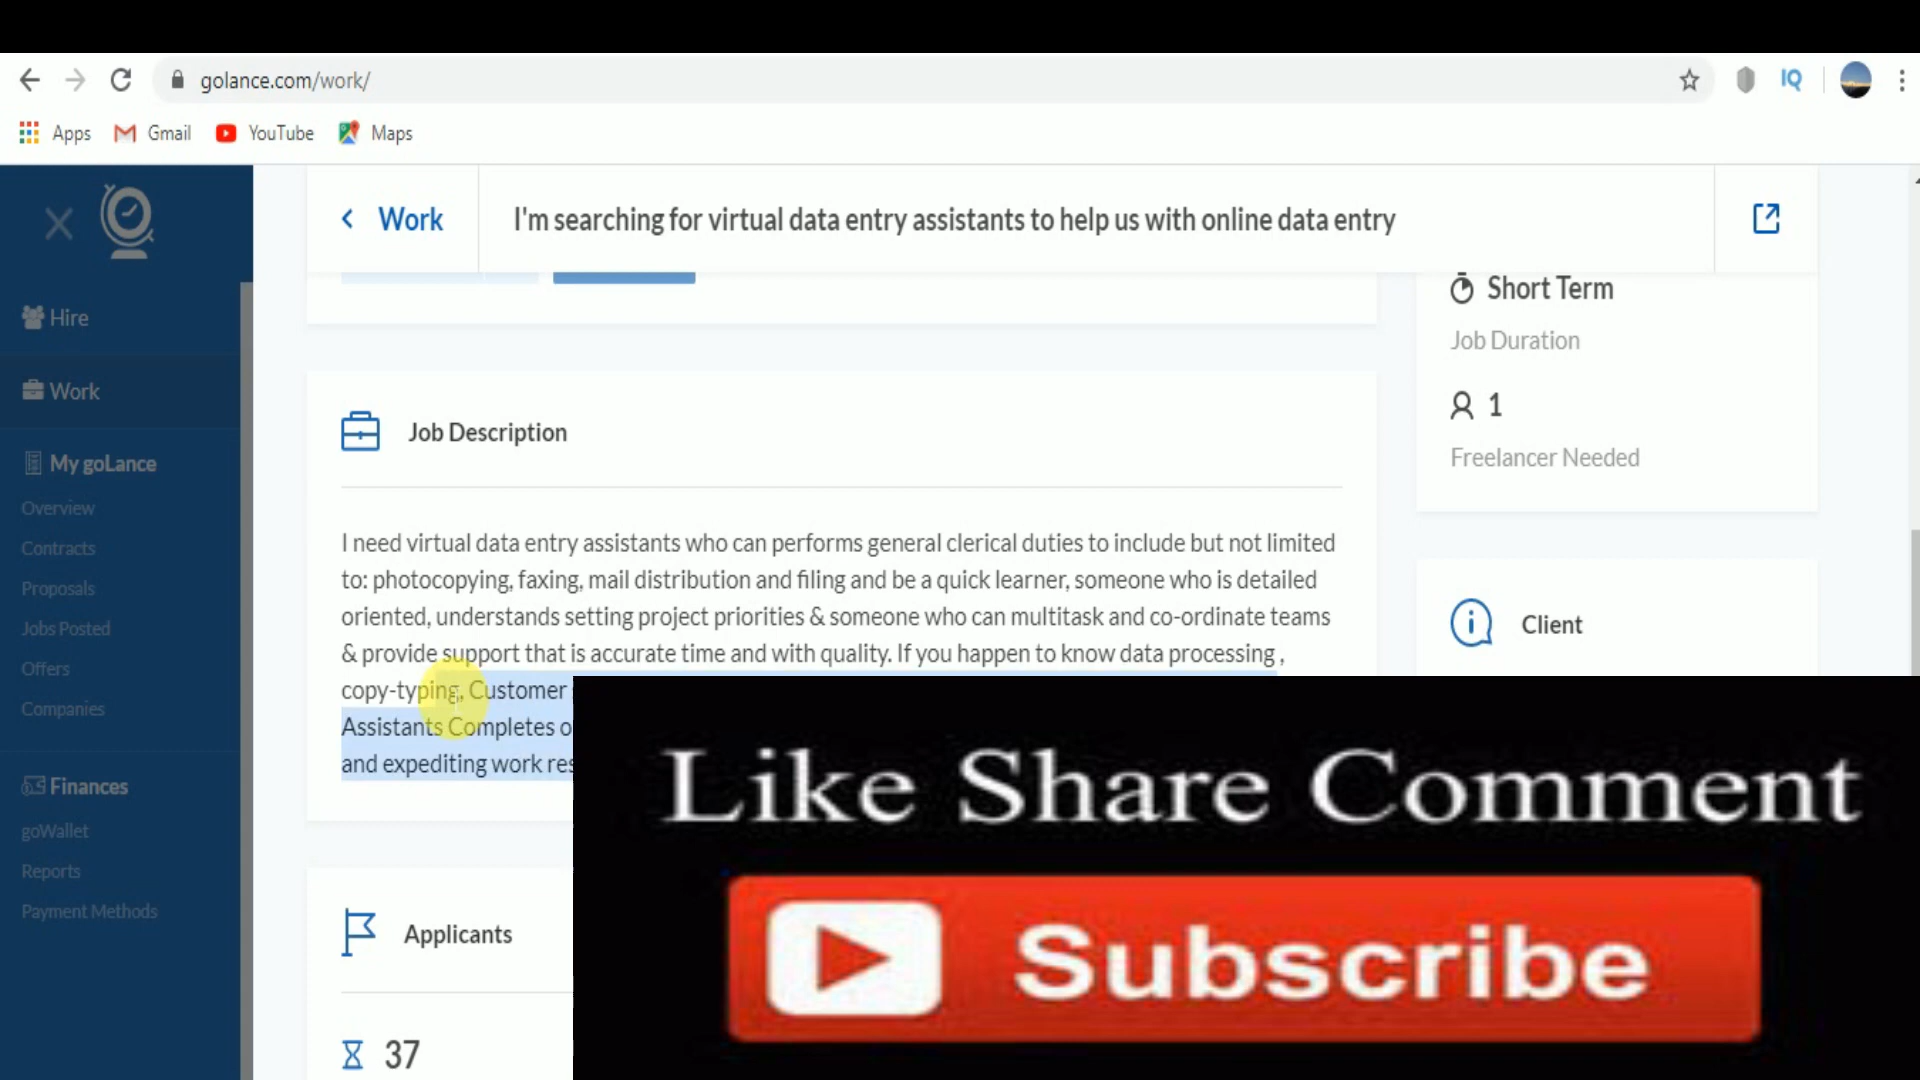 golance.com/work/
IQ
Apps
Gmail
YouTube
Maps
Work
I'm searching for virtual data entry assistants to help us with online data entry
Hire
Work
My goLance
Overview
Contracts
Proposals
Jobs Posted
Offers
Companies
Finances
goWallet
Reports
Payment Methods
Short Term
Job Duration
1
Freelancer Needed
Client
Job Description
I need virtual data entry assistants who can performs general clerical duties to include but not limited
to: photocopying, faxing, mail distribution and filing and be a quick learner, someone who is detailed
oriented, understands setting project priorities & someone who can multitask and co-ordinate teams
& provide support that is accurate time and with quality. If you happen to know data processing ,
copy-typing, Customer
Assistants Completes
and expediting work
Applicants
37
Like Share Comment
Subscribe